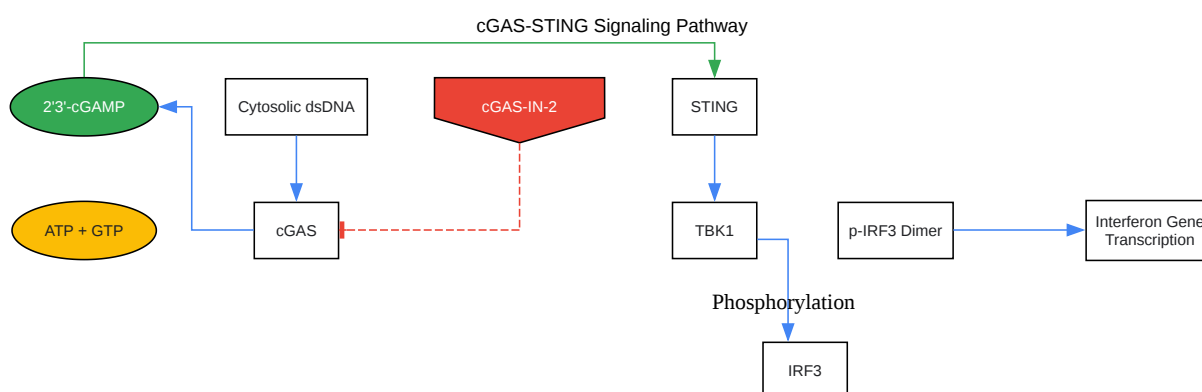 cGAS-STING Signaling Pathway
2'3'-cGAMP
Cytosolic dsDNA
cGAS-IN-2
STING
ATP + GTP
cGAS
TBK1
p-IRF3 Dimer
Interferon Gene
Transcription
Phosphorylation
IRF3